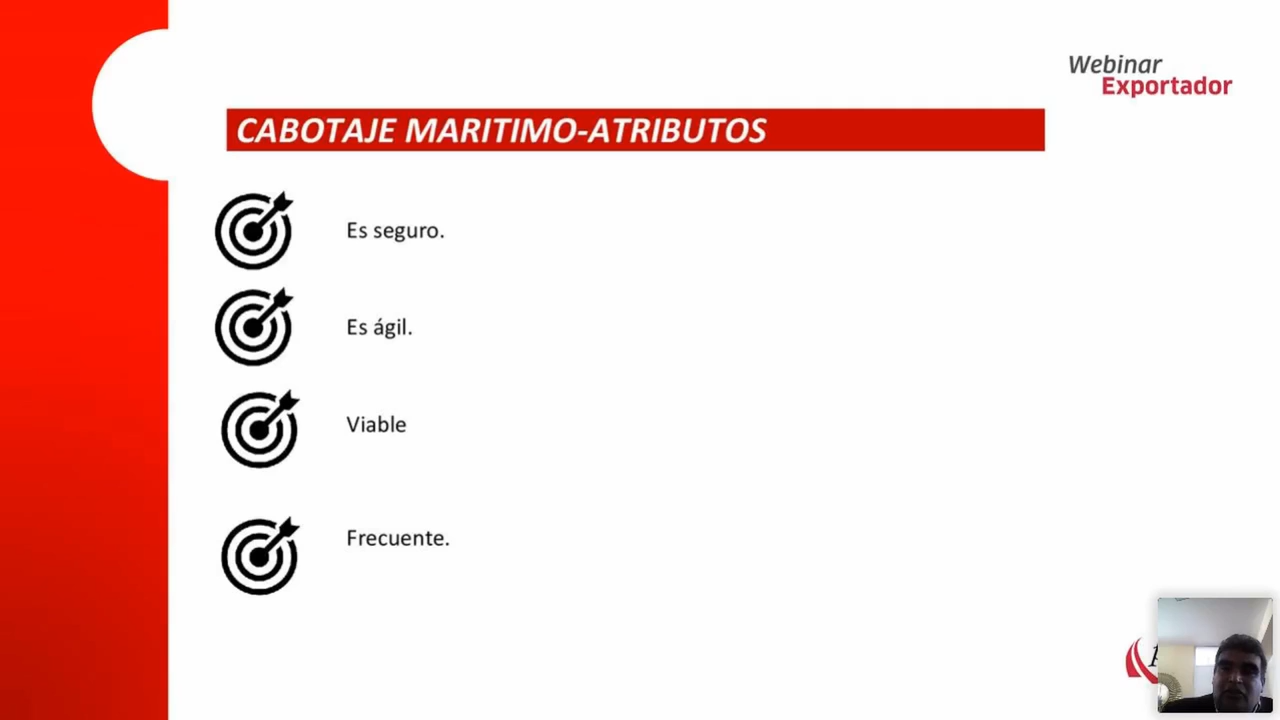 Webinar
Exportador
CABOTAJE MARITIMO-ATRIBUTOS
Es seguro.
Es ágil.
Viable
Frecuente.